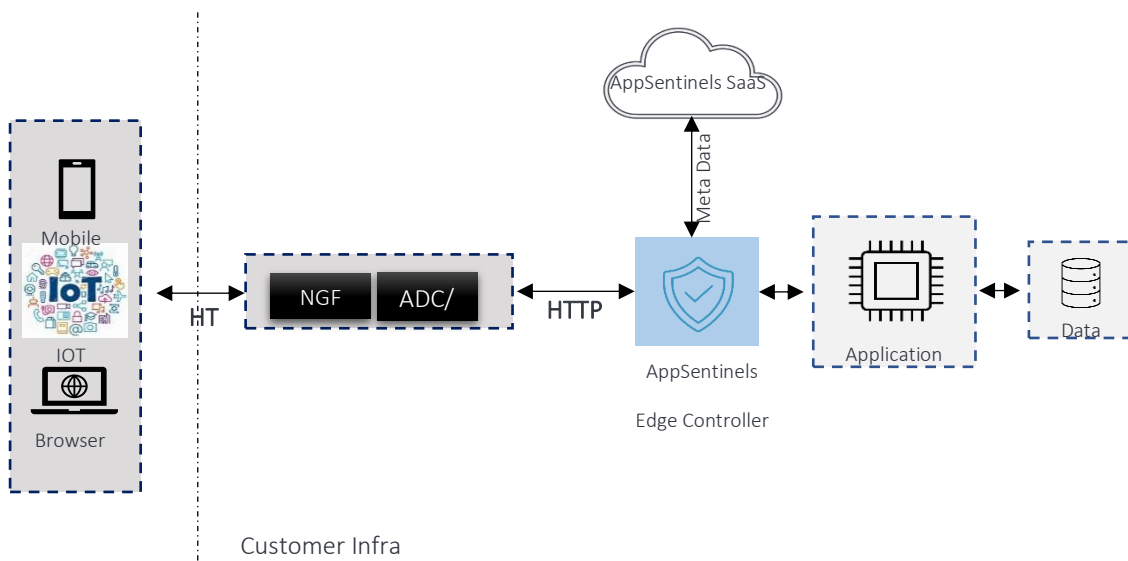 AppSentinels SaaS
Meta Data
Mobile
IoT
IOT
Browser
HT
NGF
ADC/
HTTP
AppSentinels
Edge Controller
Application
Data
Customer Infra